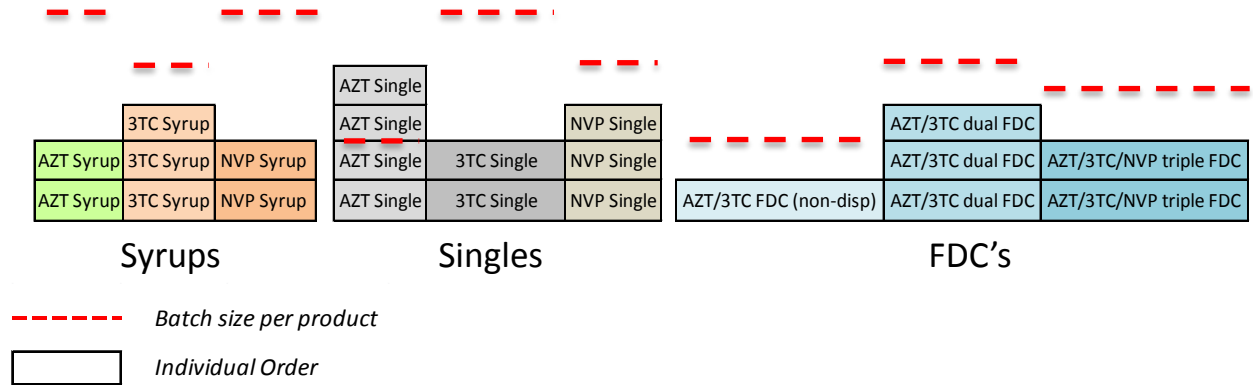 AZT Single
3TC Syrup AZT Single NVP Single AZT/3TC dual FDC
AZT Syrup 3TC Syrup NVP Syrup AZT Single 3TC Single NVP Single AZT/3TC dual FDC AZT/3TC/NVP triple FDC
AZT Syrup 3TC Syrup NVP Syrup AZT Single 3TC Single NVP Single AZT/3TC FDC (non-disp) AZT/3TC dual FDC AZT/3TC/NVP triple FDC
Syrups Singles FDC's
Batch size per product
Individual Order